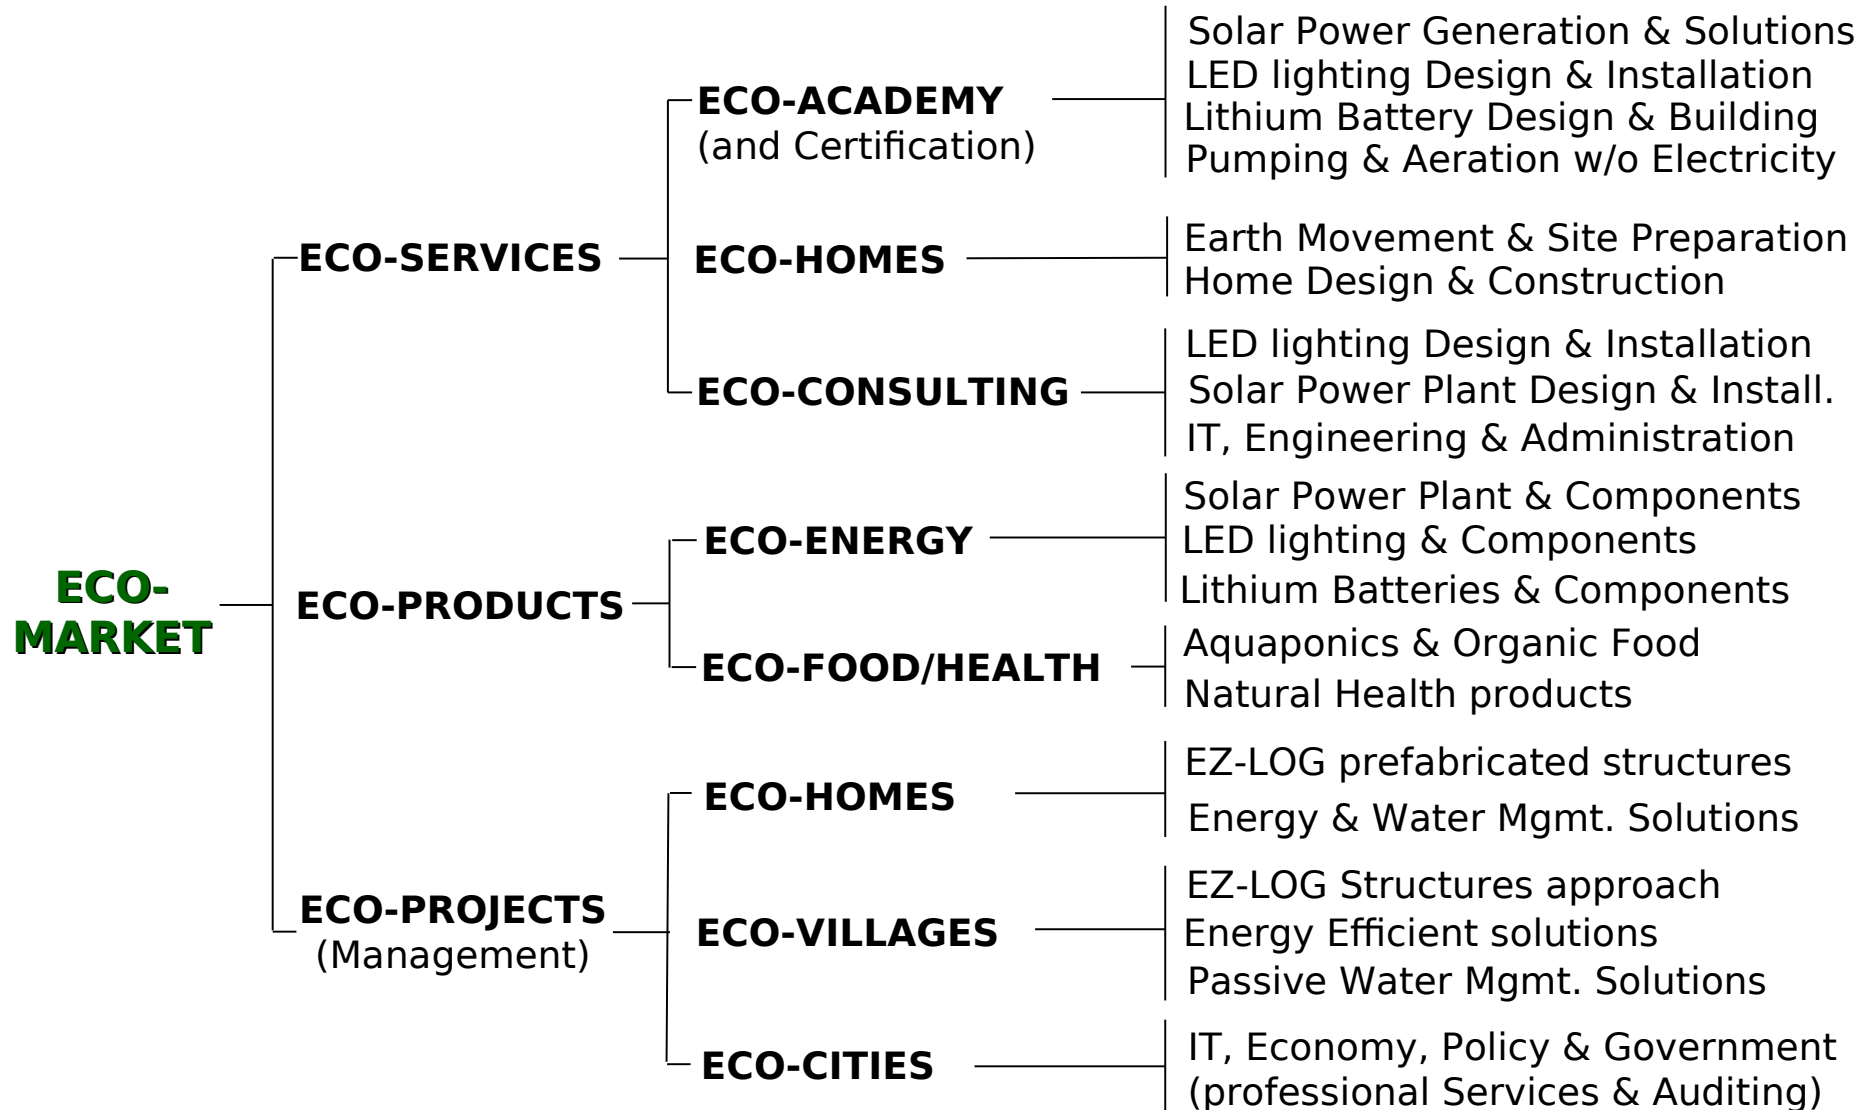 ECO-
MARKET
ECO-SERVICES
ECO-ACADEMY
(and Certification)
Solar Power Generation & Solutions
LED lighting Design & Installation
Lithium Battery Design & Building
Pumping & Aeration w/o Electricity
ECO-HOMES
Earth Movement & Site Preparation
Home Design & Construction
ECO-CONSULTING
LED lighting Design & Installation
Solar Power Plant Design & Install.
IT, Engineering & Administration
ECO-PRODUCTS
ECO-ENERGY
Solar Power Plant & Components
LED lighting & Components
Lithium Batteries & Components
ECO-FOOD/HEALTH
Aquaponics & Organic Food
Natural Health products
ECO-PROJECTS
(Management)
ECO-HOMES
EZ-LOG prefabricated structures
Energy & Water Mgmt. Solutions
ECO-VILLAGES
EZ-LOG Structures approach
Energy Efficient solutions
Passive Water Mgmt. Solutions
ECO-CITIES
IT, Economy, Policy & Government
(professional Services & Auditing)